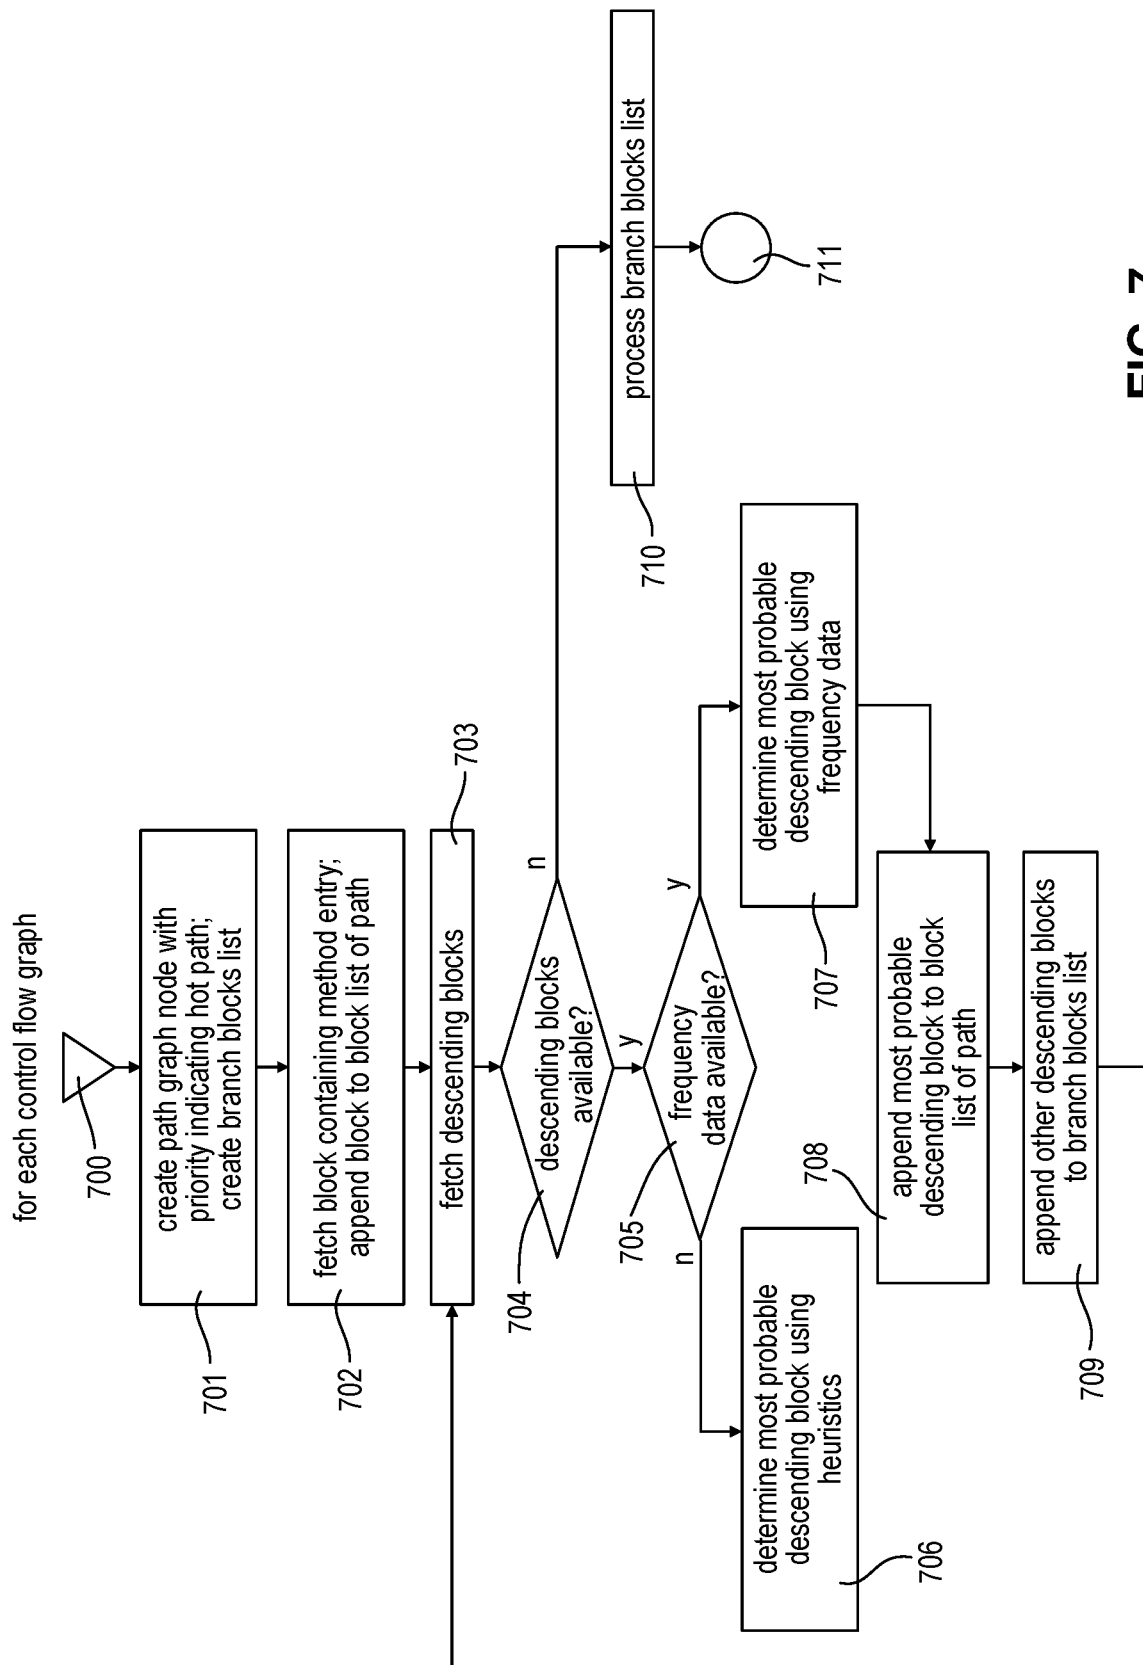 for each control flow graph
700
create path graph node with
priority indicating hot path;
create branch blocks list
701
fetch block containing method entry;
append block to block list of path
702
fetch descending blocks
703
descending blocks
available?
704
n
y
frequency
data available?
705
n
y
determine most probable
descending block using
heuristics
706
determine most probable
descending block using
frequency data
707
append most probable
descending block to block
list of path
708
append other descending blocks
to branch blocks list
709
process branch blocks list
710
711